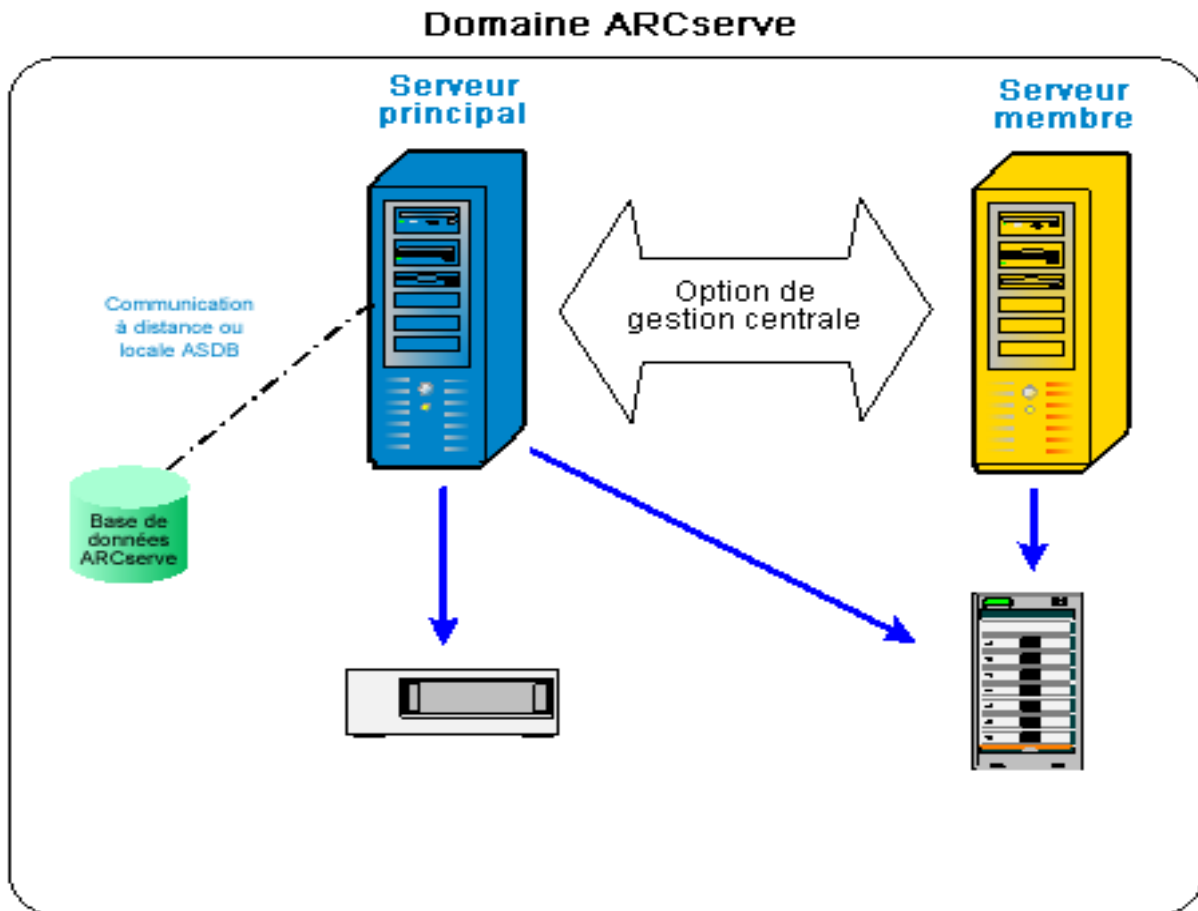 Domaine ARCserve
Serveur
principal
Serveur
membre
Communication
à distance ou
locale ASDB
Option de
gestion centrale
Base de
données
ARCserve